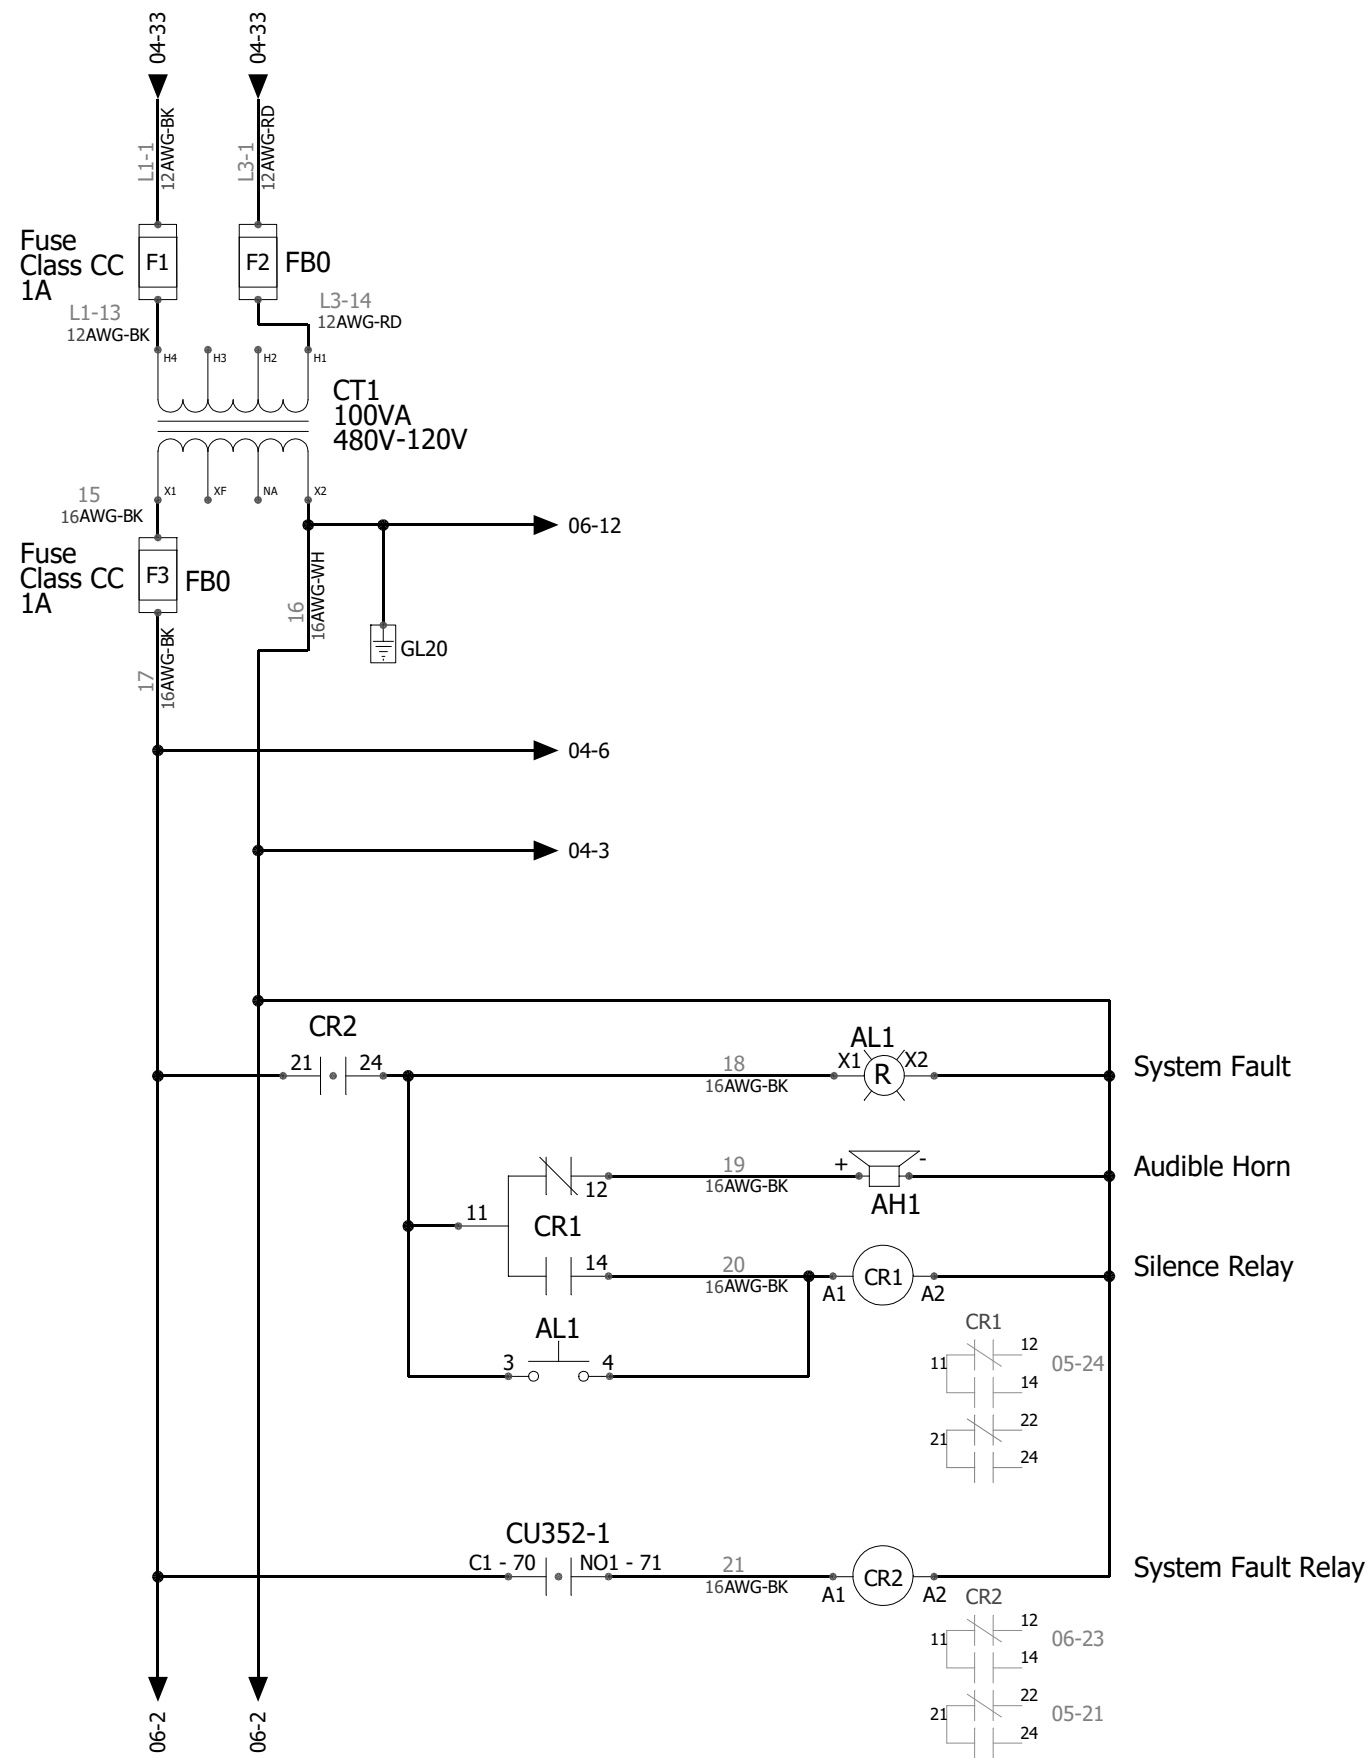 04-33
04-33
L1-1
12AWG-BK
L3-1
12AWG-RD
Fuse
Class CC
1A
F1
F2
FB0
L1-13
12AWG-BK
L3-14
12AWG-RD
H4
H3
H2
H1
CT1
100VA
480V-120V
X1
XF
NA
X2
15
16AWG-BK
06-12
Fuse
Class CC
1A
F3
FB0
16
16AWG-WH
GL20
17
16AWG-BK
04-6
04-3
CR2
21
24
18
16AWG-BK
AL1
X1
R
X2
System Fault
11
12
CR1
14
19
16AWG-BK
+
-
AH1
Audible Horn
20
16AWG-BK
A1
CR1
A2
Silence Relay
AL1
3
4
CR1
11
12
14
05-24
21
22
24
CU352-1
C1 - 70
NO1 - 71
21
16AWG-BK
A1
CR2
A2
System Fault Relay
CR2
11
12
14
06-23
21
22
24
05-21
06-2
06-2